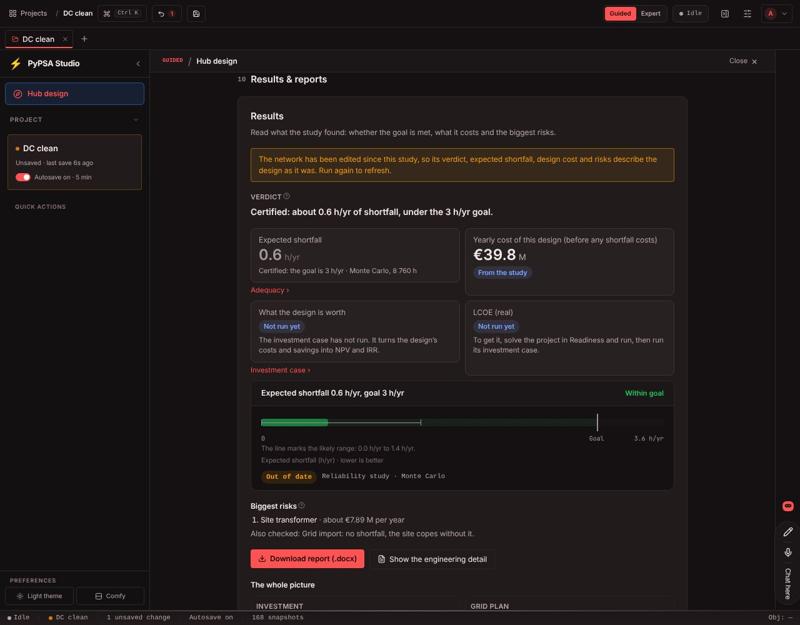 Projects / DC clean ⌘ Ctrl K 1 Guided Expert Idle A
DC clean × +
PyPSA Studio
GUIDED / Hub design Close ×
Hub design
PROJECT
DC clean
Unsaved · last save 6s ago
Autosave on · 5 min
QUICK ACTIONS
10 Results & reports
Results
Read what the study found: whether the goal is met, what it costs and the biggest risks.
The network has been edited since this study, so its verdict, expected shortfall, design cost and risks describe the
design as it was. Run again to refresh.
VERDICT ?
Certified: about 0.6 h/yr of shortfall, under the 3 h/yr goal.
Expected shortfall
0.6 h/yr
Certified: the goal is 3 h/yr · Monte Carlo, 8 760 h
Adequacy ›
Yearly cost of this design (before any shortfall costs)
€39.8 M
From the study
What the design is worth
Not run yet
The investment case has not run. It turns the design's
costs and savings into NPV and IRR.
Investment case ›
LCOE (real)
Not run yet
To get it, solve the project in Readiness and run, then run
its investment case.
Expected shortfall 0.6 h/yr, goal 3 h/yr Within goal
0 Goal 3.6 h/yr
The line marks the likely range: 0.0 h/yr to 1.4 h/yr.
Expected shortfall (h/yr) · lower is better
Out of date Reliability study · Monte Carlo
Biggest risks ?
1. Site transformer · about €7.89 M per year
Also checked: Grid import: no shortfall, the site copes without it.
Download report (.docx) Show the engineering detail
The whole picture
INVESTMENT GRID PLAN
Chat here
PREFERENCES
Light theme Comfy
Idle DC clean 1 unsaved change Autosave on 168 snapshots Obj: —